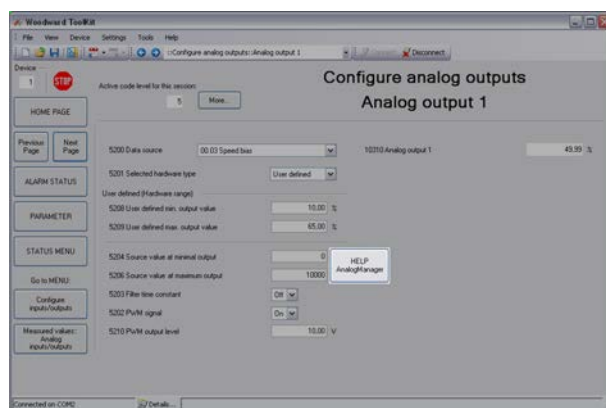 Woodward ToolKit
File View Device Settings Tools Help
::Configure analog outputs::Analog output 1
Connect Disconnect
Device
1 STOP
Active code level for this session:
5 More..
Configure analog outputs
Analog output 1
HOME PAGE
Previous Page
Next Page
ALARM STATUS
PARAMETER
STATUS MENU
Go to MENU:
Configure inputs/outputs
Measured values: Analog inputs/outputs
5200 Data source 00.03 Speed bias
10310 Analog output 1 49,99 %
5201 Selected hardware type User defined
User defined (Hardware range)
5208 User defined min. output value 10,00 %
5209 User defined max. output value 65,00 %
5204 Source value at minimal output 0
5206 Source value at maximum output 10000
HELP
AnalogManager
5203 Filter time constant Off
5202 PWM signal On
5210 PWM output level 10,00 V
Connected on COM2 Details...